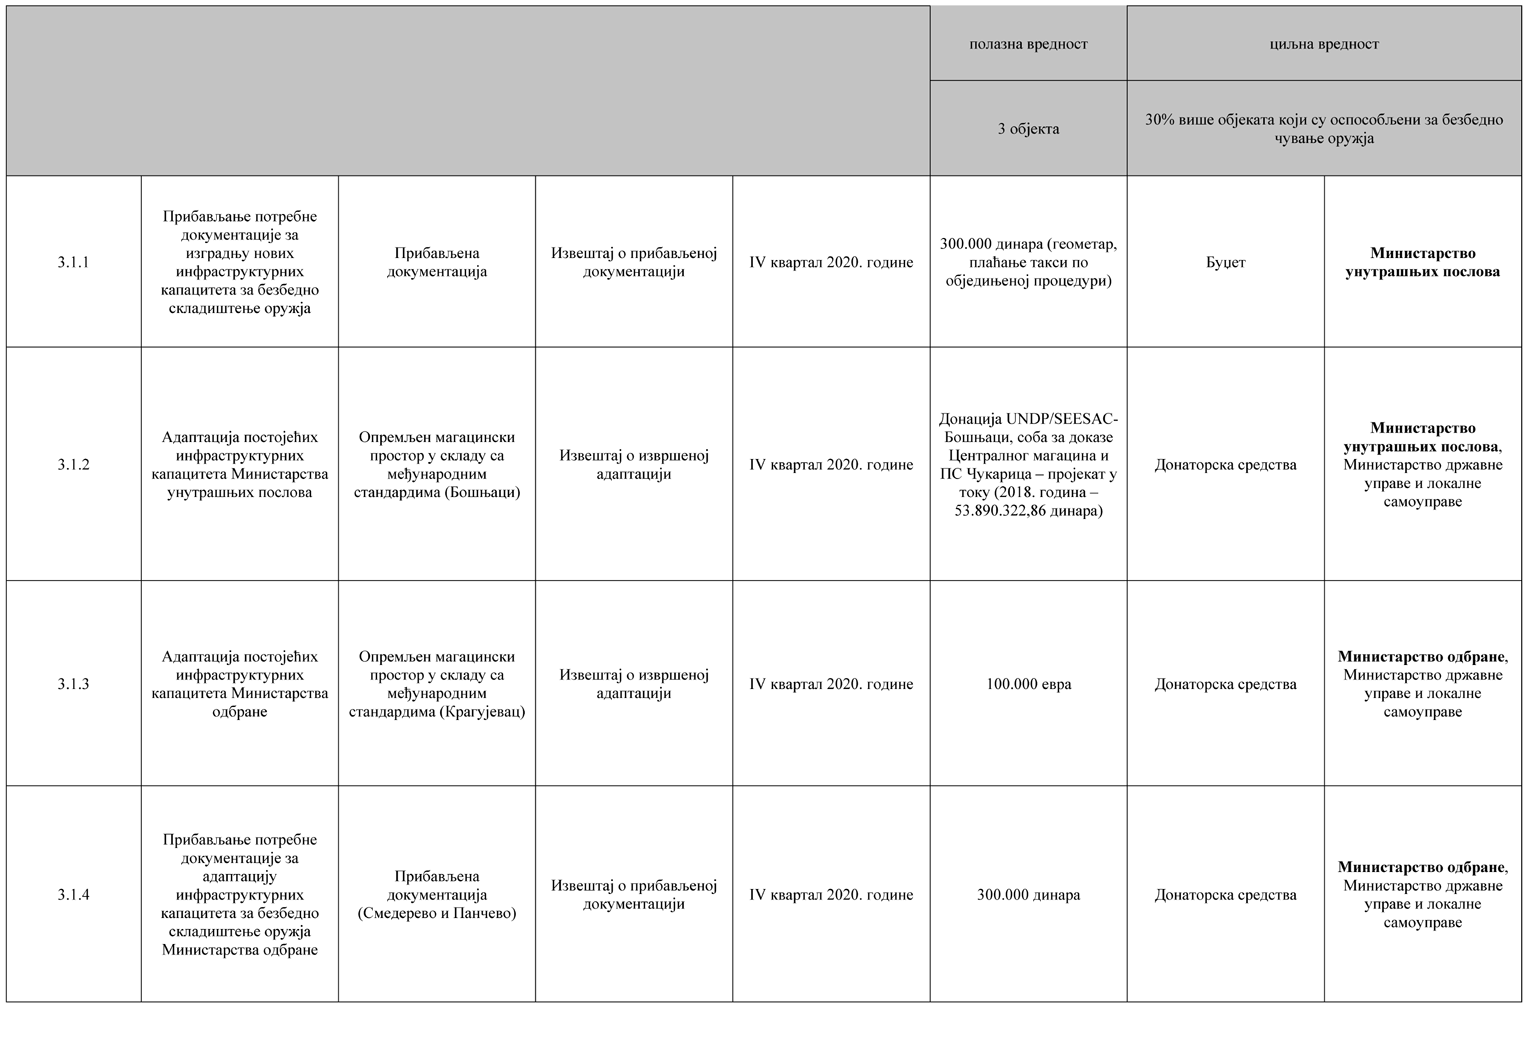 полазна вредност
циљна вредност
3 објекта
30% више објеката који су оспособљени за безбедно
чување оружја
3.1.1
Прибављање потребне
документације за
изградњу нових
инфраструктурних
капацитета за безбедно
складиштење оружја
Прибављена
документација
Извештај о прибављеној
документацији
IV квартал 2020. године
300.000 динара (геометар,
плаћање такси по
обједињеној процедури)
Буџет
Министарство
унутрашњих послова
3.1.2
Адаптација постојећих
инфраструктурних
капацитета Министарства
унутрашњих послова
Опремљен магацински
простор у складу са
међународним
стандардима (Бошњаци)
Извештај о извршеној
адаптацији
IV квартал 2020. године
Донација UNDP/SEESAC-
Бошњаци, соба за доказе
Централног магацина и
ПС Чукарица – пројекат у
току (2018. година –
53.890.322,86 динара)
Донаторска средства
Министарство
унутрашњих послова,
Министарство државне
управе и локалне
самоуправе
3.1.3
Адаптација постојећих
инфраструктурних
капацитета Министарства
одбране
Опремљен магацински
простор у складу са
међународним
стандардима (Крагујевац)
Извештај о извршеној
адаптацији
IV квартал 2020. године
100.000 евра
Донаторска средства
Министарство одбране,
Министарство државне
управе и локалне
самоуправе
3.1.4
Прибављање потребне
документације за
адаптацију
инфраструктурних
капацитета за безбедно
складиштење оружја
Министарства одбране
Прибављена
документација
(Смедерево и Панчево)
Извештај о прибављеној
документацији
IV квартал 2020. године
300.000 динара
Донаторска средства
Министарство одбране,
Министарство државне
управе и локалне
самоуправе